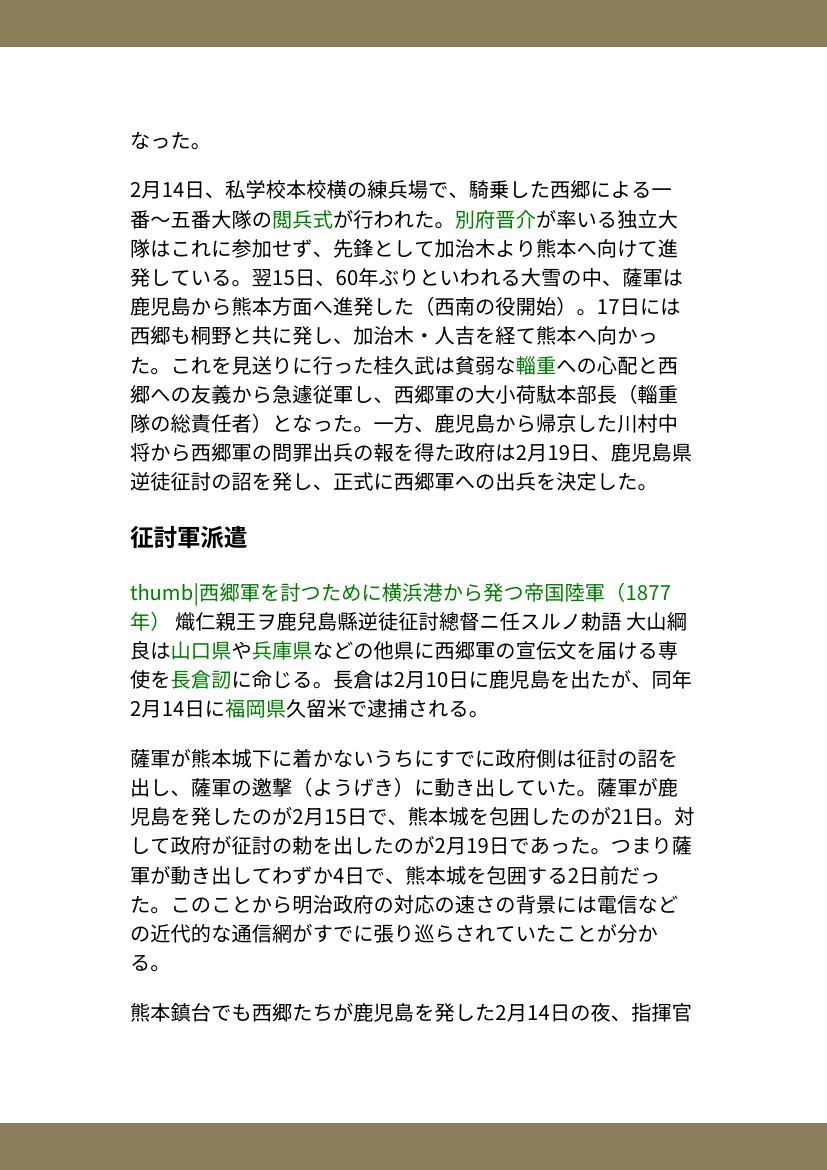 なった。
2月14日、私学校本校横の練兵場で、騎乗した西郷による一
番〜五番大隊の閲兵式が行われた。別府晋介が率いる独立大
隊はこれに参加せず、先鋒として加治木より熊本へ向けて進
発している。翌15日、60年ぶりといわれる大雪の中、薩軍は
鹿児島から熊本方面へ進発した（西南の役開始）。17日には
西郷も桐野と共に発し、加治木・人吉を経て熊本へ向かっ
た。これを見送りに行った桂久武は貧弱な輜重への心配と西
郷への友義から急遽従軍し、西郷軍の大小荷駄本部長（輜重
隊の総責任者）となった。一方、鹿児島から帰京した川村中
将から西郷軍の問罪出兵の報を得た政府は2月19日、鹿児島県
逆徒征討の詔を発し、正式に西郷軍への出兵を決定した。
征討軍派遣
thumb|西郷軍を討つために横浜港から発つ帝国陸軍（1877
年） 熾仁親王ヲ鹿兒島縣逆徒征討總督ニ任スルノ勅語 大山綱
良は山口県や兵庫県などの他県に西郷軍の宣伝文を届ける専
使を長倉訒に命じる。長倉は2月10日に鹿児島を出たが、同年
2月14日に福岡県久留米で逮捕される。
薩軍が熊本城下に着かないうちにすでに政府側は征討の詔を
出し、薩軍の邀撃（ようげき）に動き出していた。薩軍が鹿
児島を発したのが2月15日で、熊本城を包囲したのが21日。対
して政府が征討の勅を出したのが2月19日であった。つまり薩
軍が動き出してわずか4日で、熊本城を包囲する2日前だっ
た。このことから明治政府の対応の速さの背景には電信など
の近代的な通信網がすでに張り巡らされていたことが分か
る。
熊本鎮台でも西郷たちが鹿児島を発した2月14日の夜、指揮官